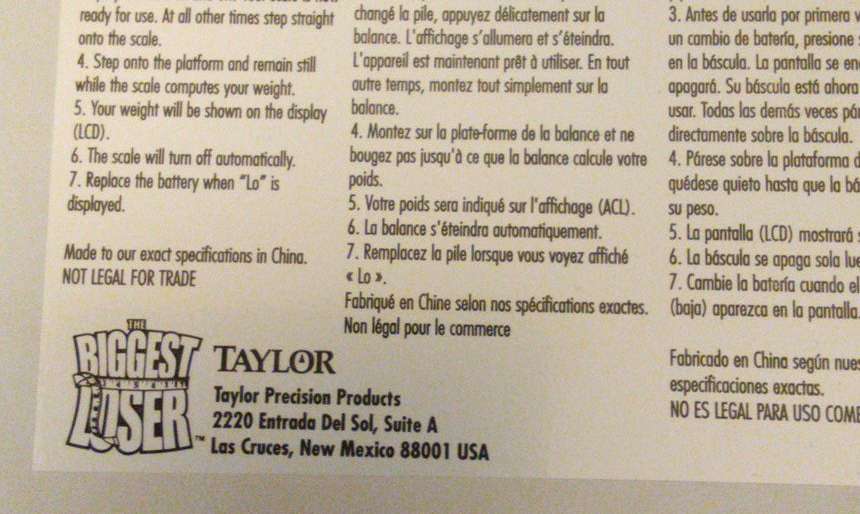 ready for use. At all other times step straight
onto the scale.
4. Step onto the platform and remain still
while the scale computes your weight.
5. Your weight will be shown on the display
(LCD).
6. The scale will turn off automatically.
7. Replace the battery when "Lo" is
displayed.
Made to our exact specifications in China.
NOT LEGAL FOR TRADE
changé la pile, appuyez délicatement sur la
balance. L'affichage s'allumera et s'éteindra.
L'appareil est maintenant prêt à utiliser. En tout
autre temps, montez tout simplement sur la
balance.
4. Montez sur la plate-forme de la balance et ne
bougez pas jusqu'à ce que la balance calcule votre
poids.
5. Votre poids sera indiqué sur l'affichage (ACL).
6. La balance s'éteindra automatiquement.
7. Remplacez la pile lorsque vous voyez affiché
« Lo ».
Fabriqué en Chine selon nos spécifications exactes.
Non légal pour le commerce
3. Antes de usarla por primera
un cambio de batería, presione
en la báscula. La pantalla se
apagará. Su báscula está ahora
usar. Todas las demás veces
directamente sobre la báscula.
4. Párese sobre la plataforma
quédese quieto hasta que la
su peso.
5. La pantalla (LCD) mostrará
6. La báscula se apaga sola
7. Cambie la batería cuando el
(baja) aparezca en la pantalla.
Fabricado en China según
especificaciones exactas.
NO ES LEGAL PARA USO
THE
BIGGEST
LOSER
™
TAYLOR
Taylor Precision Products
2220 Entrada Del Sol, Suite A
Las Cruces, New Mexico 88001 USA